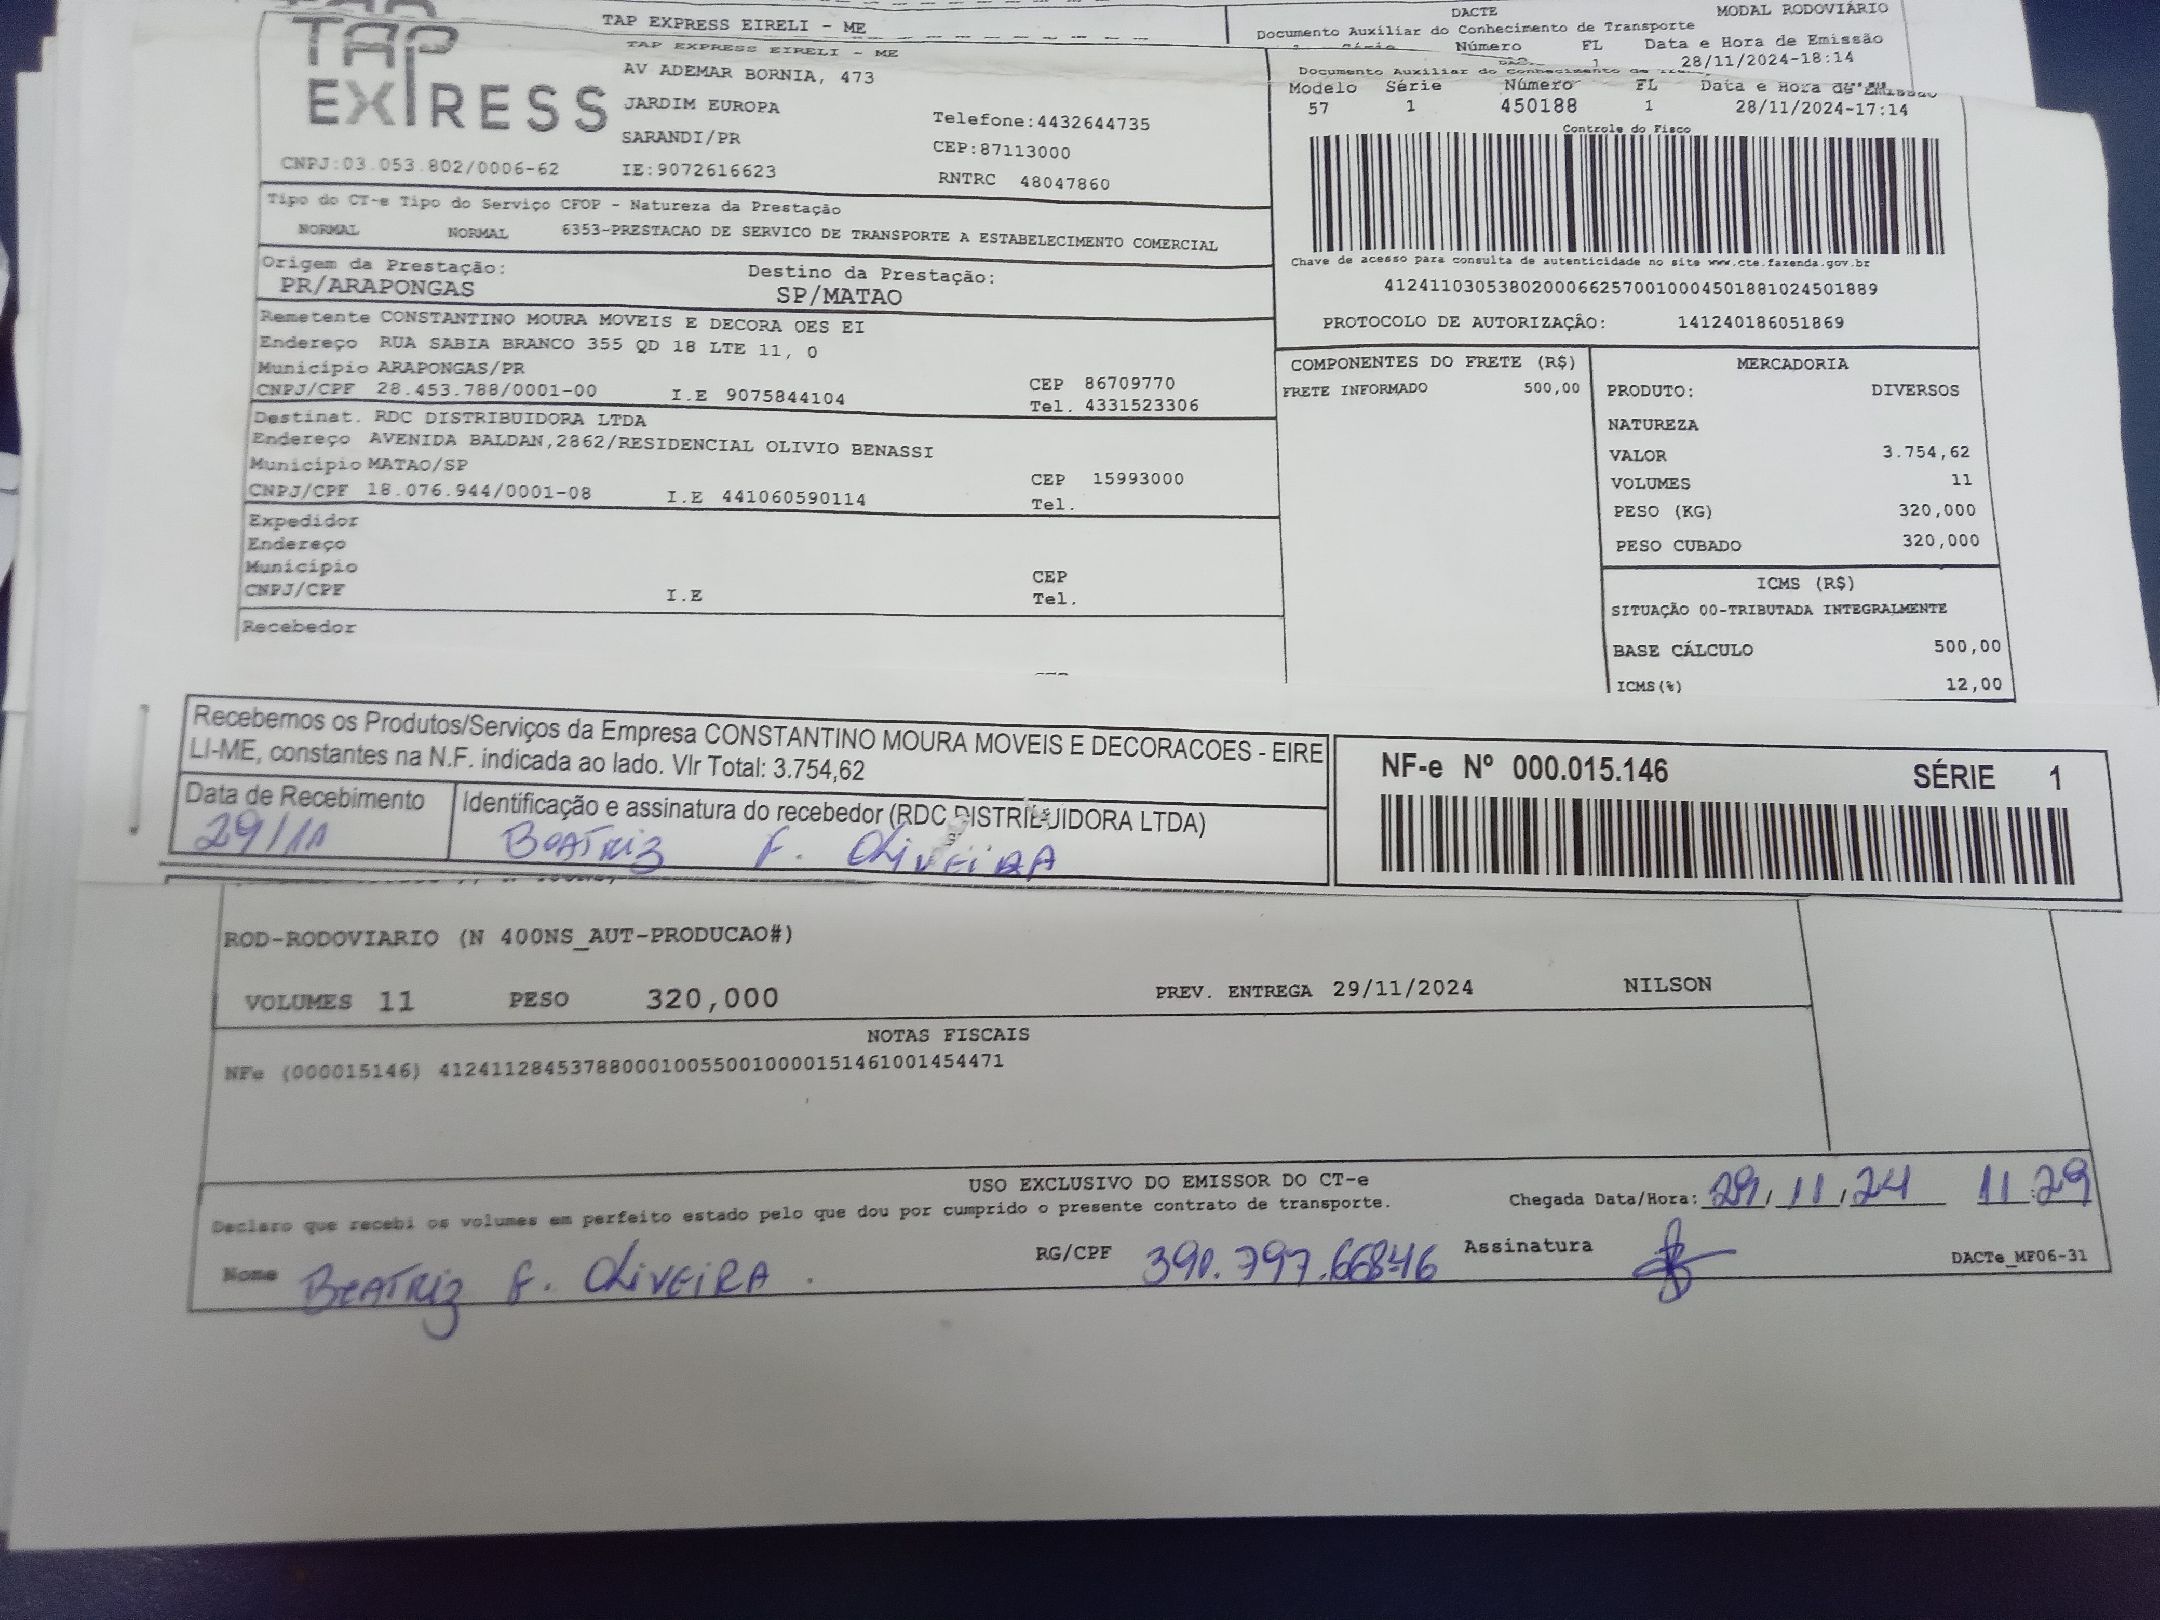 TAP EXPRESS EIRELI - ME
DACTE
MODAL RODOVIÁRIO
Documento Auxiliar do Conhecimento de Transporte
Número FL Data e Hora de Emissão
1 28/11/2024-18:14
TAP EXPRESS
TAP EXPRESS EIRELI - ME
AV ADEMAR BORNIA, 473
JARDIM EUROPA
Telefone:4432644735
SARANDI/PR
CEP:87113000
CNPJ:03.053.802/0006-62
IE:9072616623
RNTRC 48047860
Documento Auxiliar do Conhecimento de
Modelo Série Número FL Data e Hora de Emissão
57 1 450188 1 28/11/2024-17:14
Controle do Fisco
Chave de acesso para consulta de autenticidade no site www.cte.fazenda.gov.br
41241103053802000662570010004501881024501889
PROTOCOLO DE AUTORIZAÇÃO: 141240186051869
Tipo do CT-e Tipo do Serviço CFOP - Natureza da Prestação
NORMAL NORMAL 6353-PRESTACAO DE SERVICO DE TRANSPORTE A ESTABELECIMENTO COMERCIAL
Origem da Prestação: Destino da Prestação:
PR/ARAPONGAS SP/MATAO
Remetente CONSTANTINO MOURA MOVEIS E DECORA OES EI
Endereço RUA SABIA BRANCO 355 QD 18 LTE 11, 0
Município ARAPONGAS/PR
CEP 86709770
CNPJ/CPF 28.453.788/0001-00 I.E 9075844104
Tel. 4331523306
Destinat. RDC DISTRIBUIDORA LTDA
Endereço AVENIDA BALDAN,2862/RESIDENCIAL OLIVIO BENASSI
Município MATAO/SP
CEP 15993000
CNPJ/CPF 18.076.944/0001-08 I.E 441060590114
Tel.
Expedidor
Endereço
Município
CEP
CNPJ/CPF I.E
Tel.
Recebedor
COMPONENTES DO FRETE (R$)
FRETE INFORMADO 500,00
MERCADORIA
PRODUTO: DIVERSOS
NATUREZA
VALOR 3.754,62
VOLUMES 11
PESO (KG) 320,000
PESO CUBADO 320,000
ICMS (R$)
SITUAÇÃO 00-TRIBUTADA INTEGRALMENTE
BASE CÁLCULO 500,00
ICMS(%) 12,00
Recebemos os Produtos/Serviços da Empresa CONSTANTINO MOURA MOVEIS E DECORACOES - EIRE
LI-ME, constantes na N.F. indicada ao lado. Vlr Total: 3.754,62
Data de Recebimento
29/11
Identificação e assinatura do recebedor (RDC DISTRIBUIDORA LTDA)
BEATRIZ F. OLIVEIRA
NF-e Nº 000.015.146 SÉRIE 1
ROD-RODOVIARIO (N 400NS_AUT-PRODUCAO#)
VOLUMES 11 PESO 320,000 PREV. ENTREGA 29/11/2024 NILSON
NOTAS FISCAIS
NFe (000015146) 41241128453788000100550010000151461001454471
USO EXCLUSIVO DO EMISSOR DO CT-e
Declaro que recebi os volumes em perfeito estado pelo que dou por cumprido o presente contrato de transporte.
Chegada Data/Hora: 29/11/24 11:29
Nome BEATRIZ F. OLIVEIRA.
RG/CPF 390.797.66846
Assinatura
DACTe_MF06-31